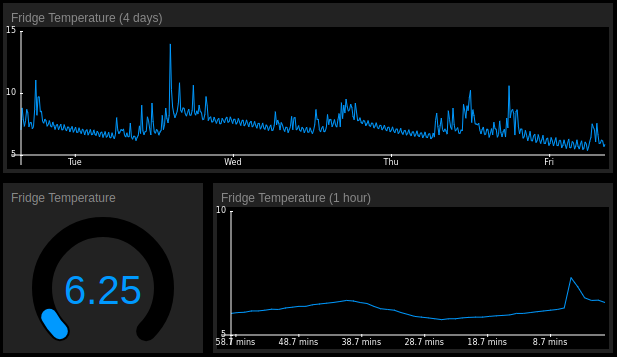 Fridge Temperature (4 days)
15
10
5
Tue Wed Thu Fri
Fridge Temperature
6.25
Fridge Temperature (1 hour)
10
5
58.7 mins 48.7 mins 38.7 mins 28.7 mins 18.7 mins 8.7 mins